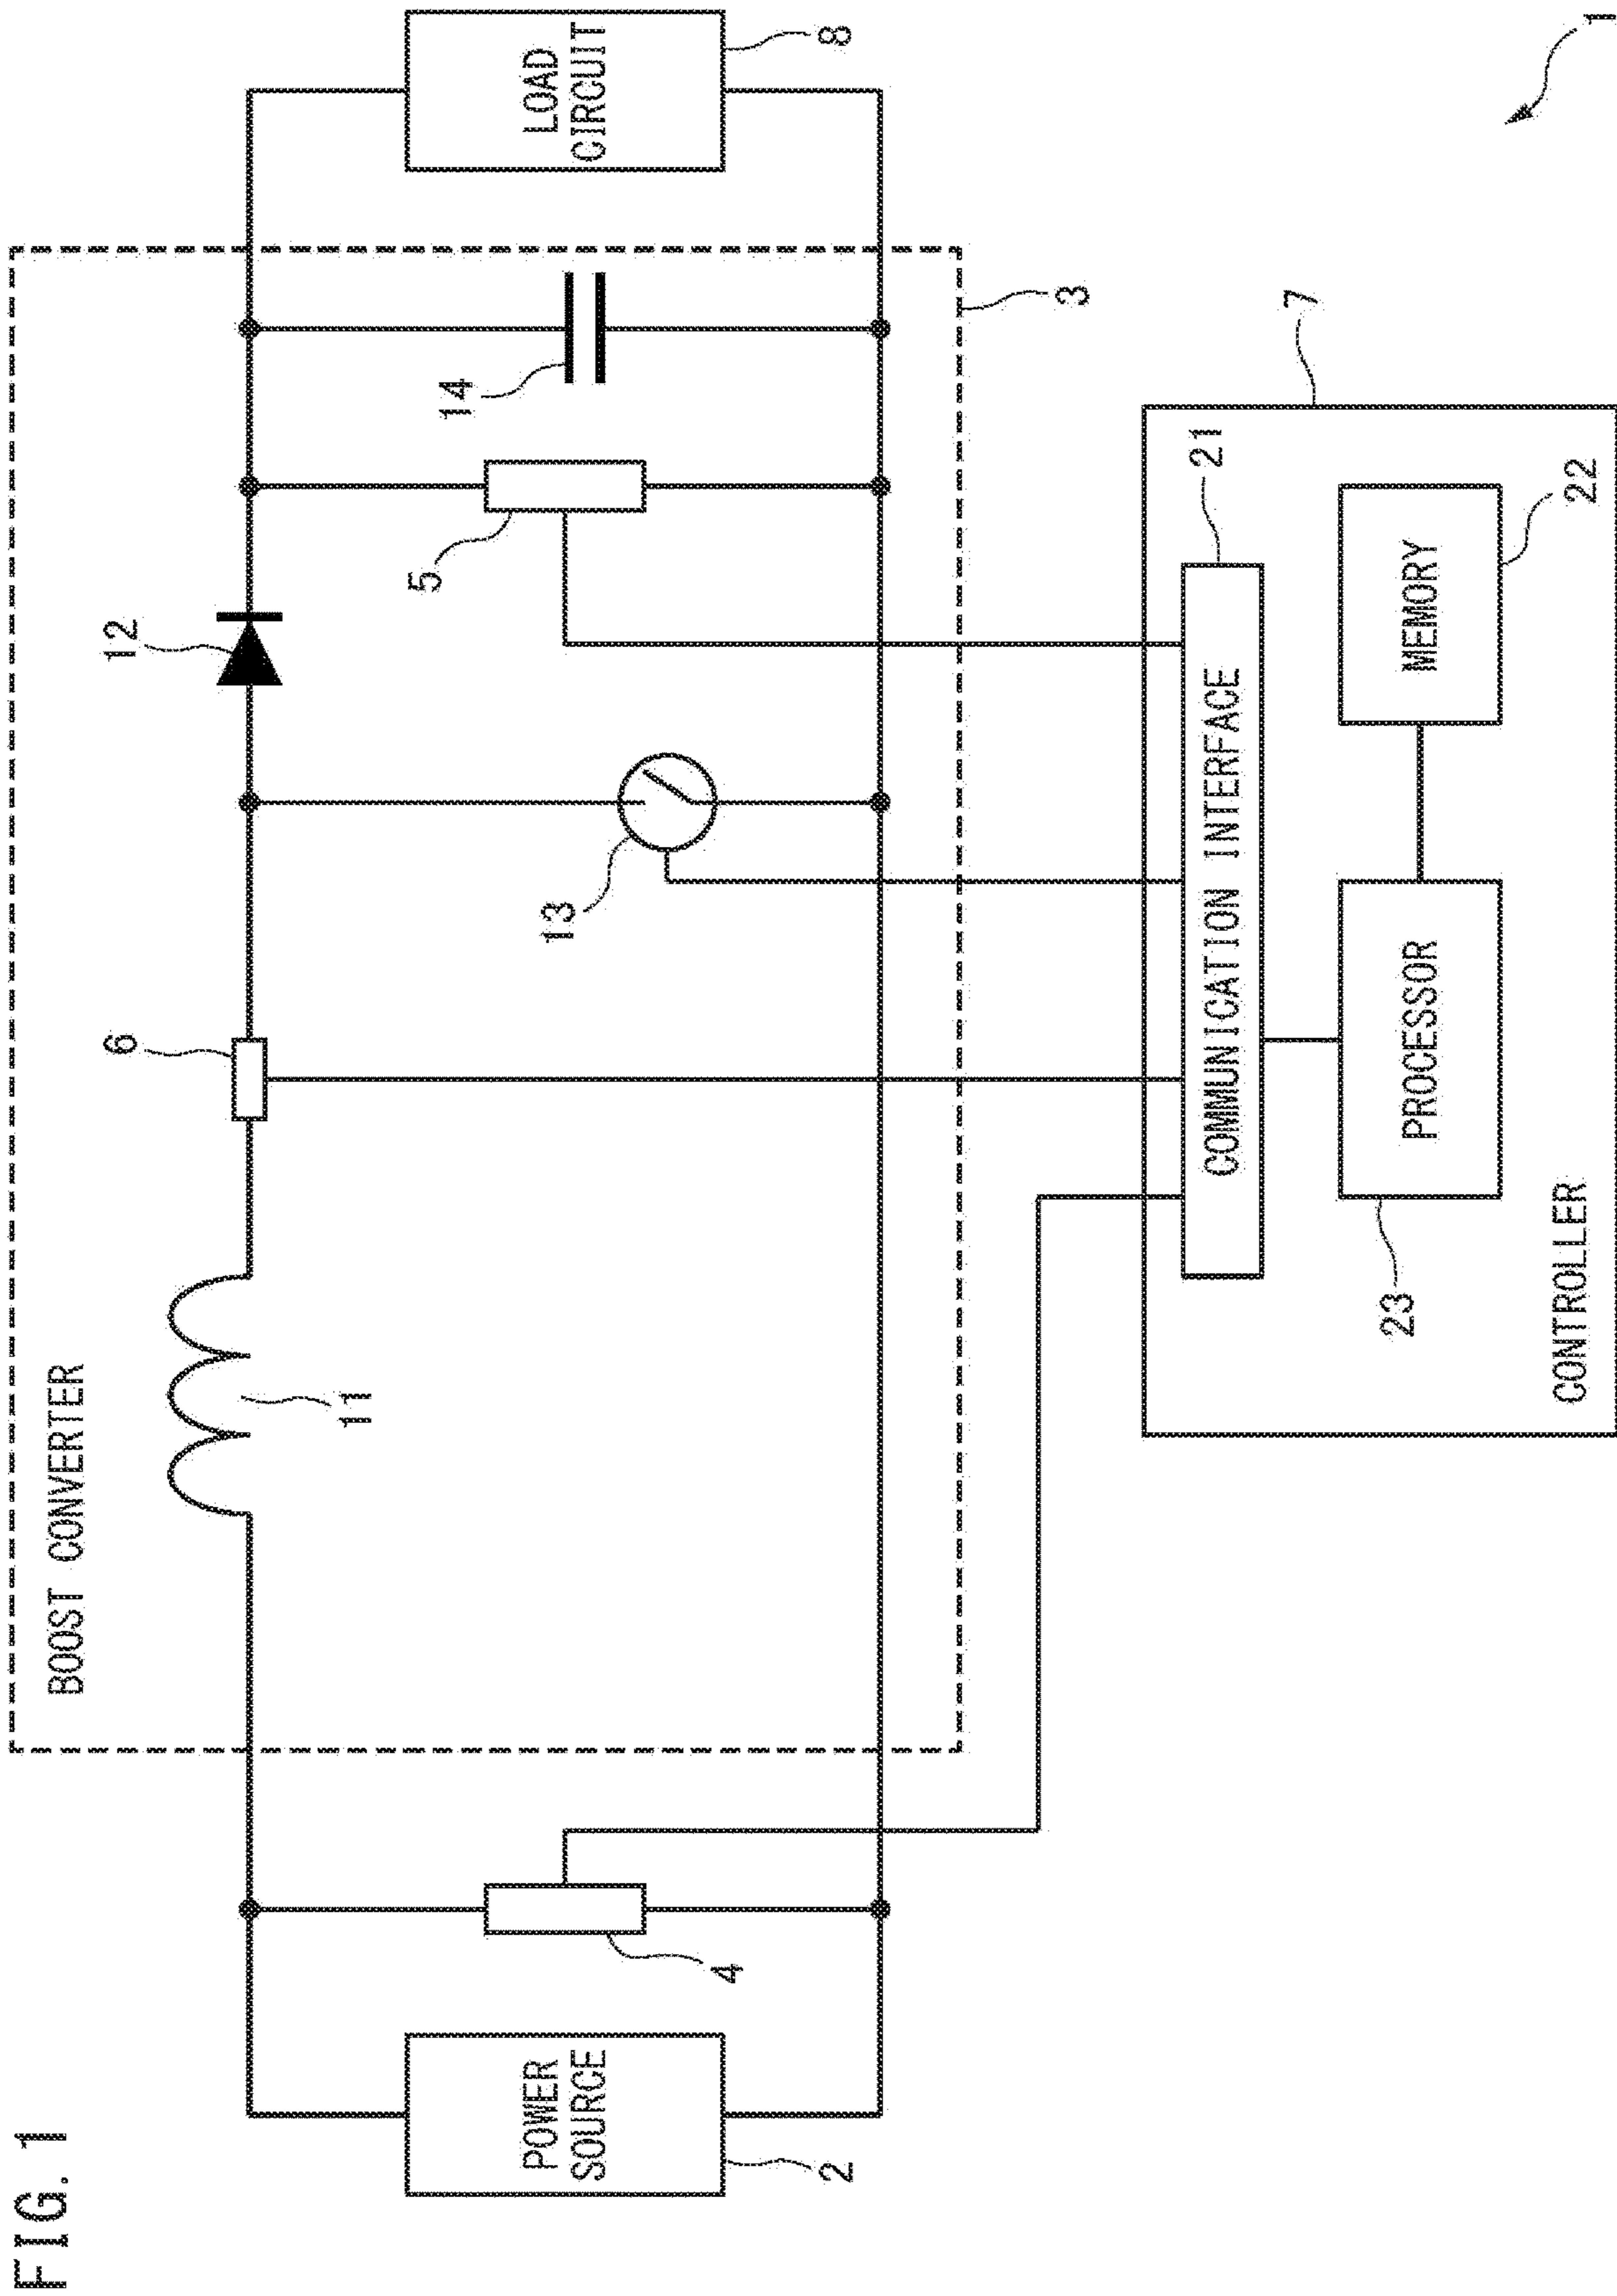 FIG. 1
BOOST CONVERTER
11
6
12
14
5
13
3
POWER
SOURCE
2
4
LOAD
CIRCUIT
8
7
COMMUNICATION INTERFACE
21
PROCESSOR
23
MEMORY
22
CONTROLLER
1